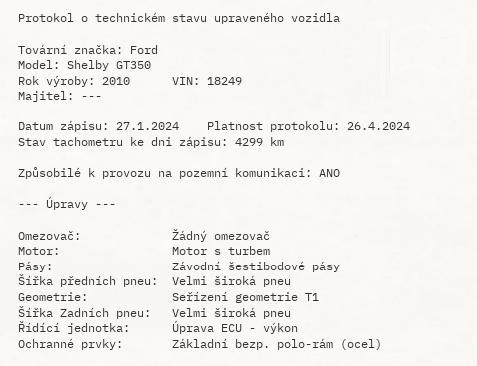 Protokol o technickém stavu upraveného vozidla
Tovární značka: Ford
Model: Shelby GT350
Rok výroby: 2010 VIN: 18249
Majitel: ---
Datum zápisu: 27.1.2024 Platnost protokolu: 26.4.2024
Stav tachometru ke dni zápisu: 4299 km
Způsobilé k provozu na pozemní komunikaci: ANO
--- Úpravy ---
Omezovač: Žádný omezovač
Motor: Motor s turbem
Pásy: Závodní šestibodové pásy
Šířka předních pneu: Velmi široká pneu
Geometrie: Seřízení geometrie T1
Šířka Zadních pneu: Velmi široká pneu
Řídící jednotka: Úprava ECU - výkon
Ochranné prvky: Základní bezp. polo-rám (ocel)